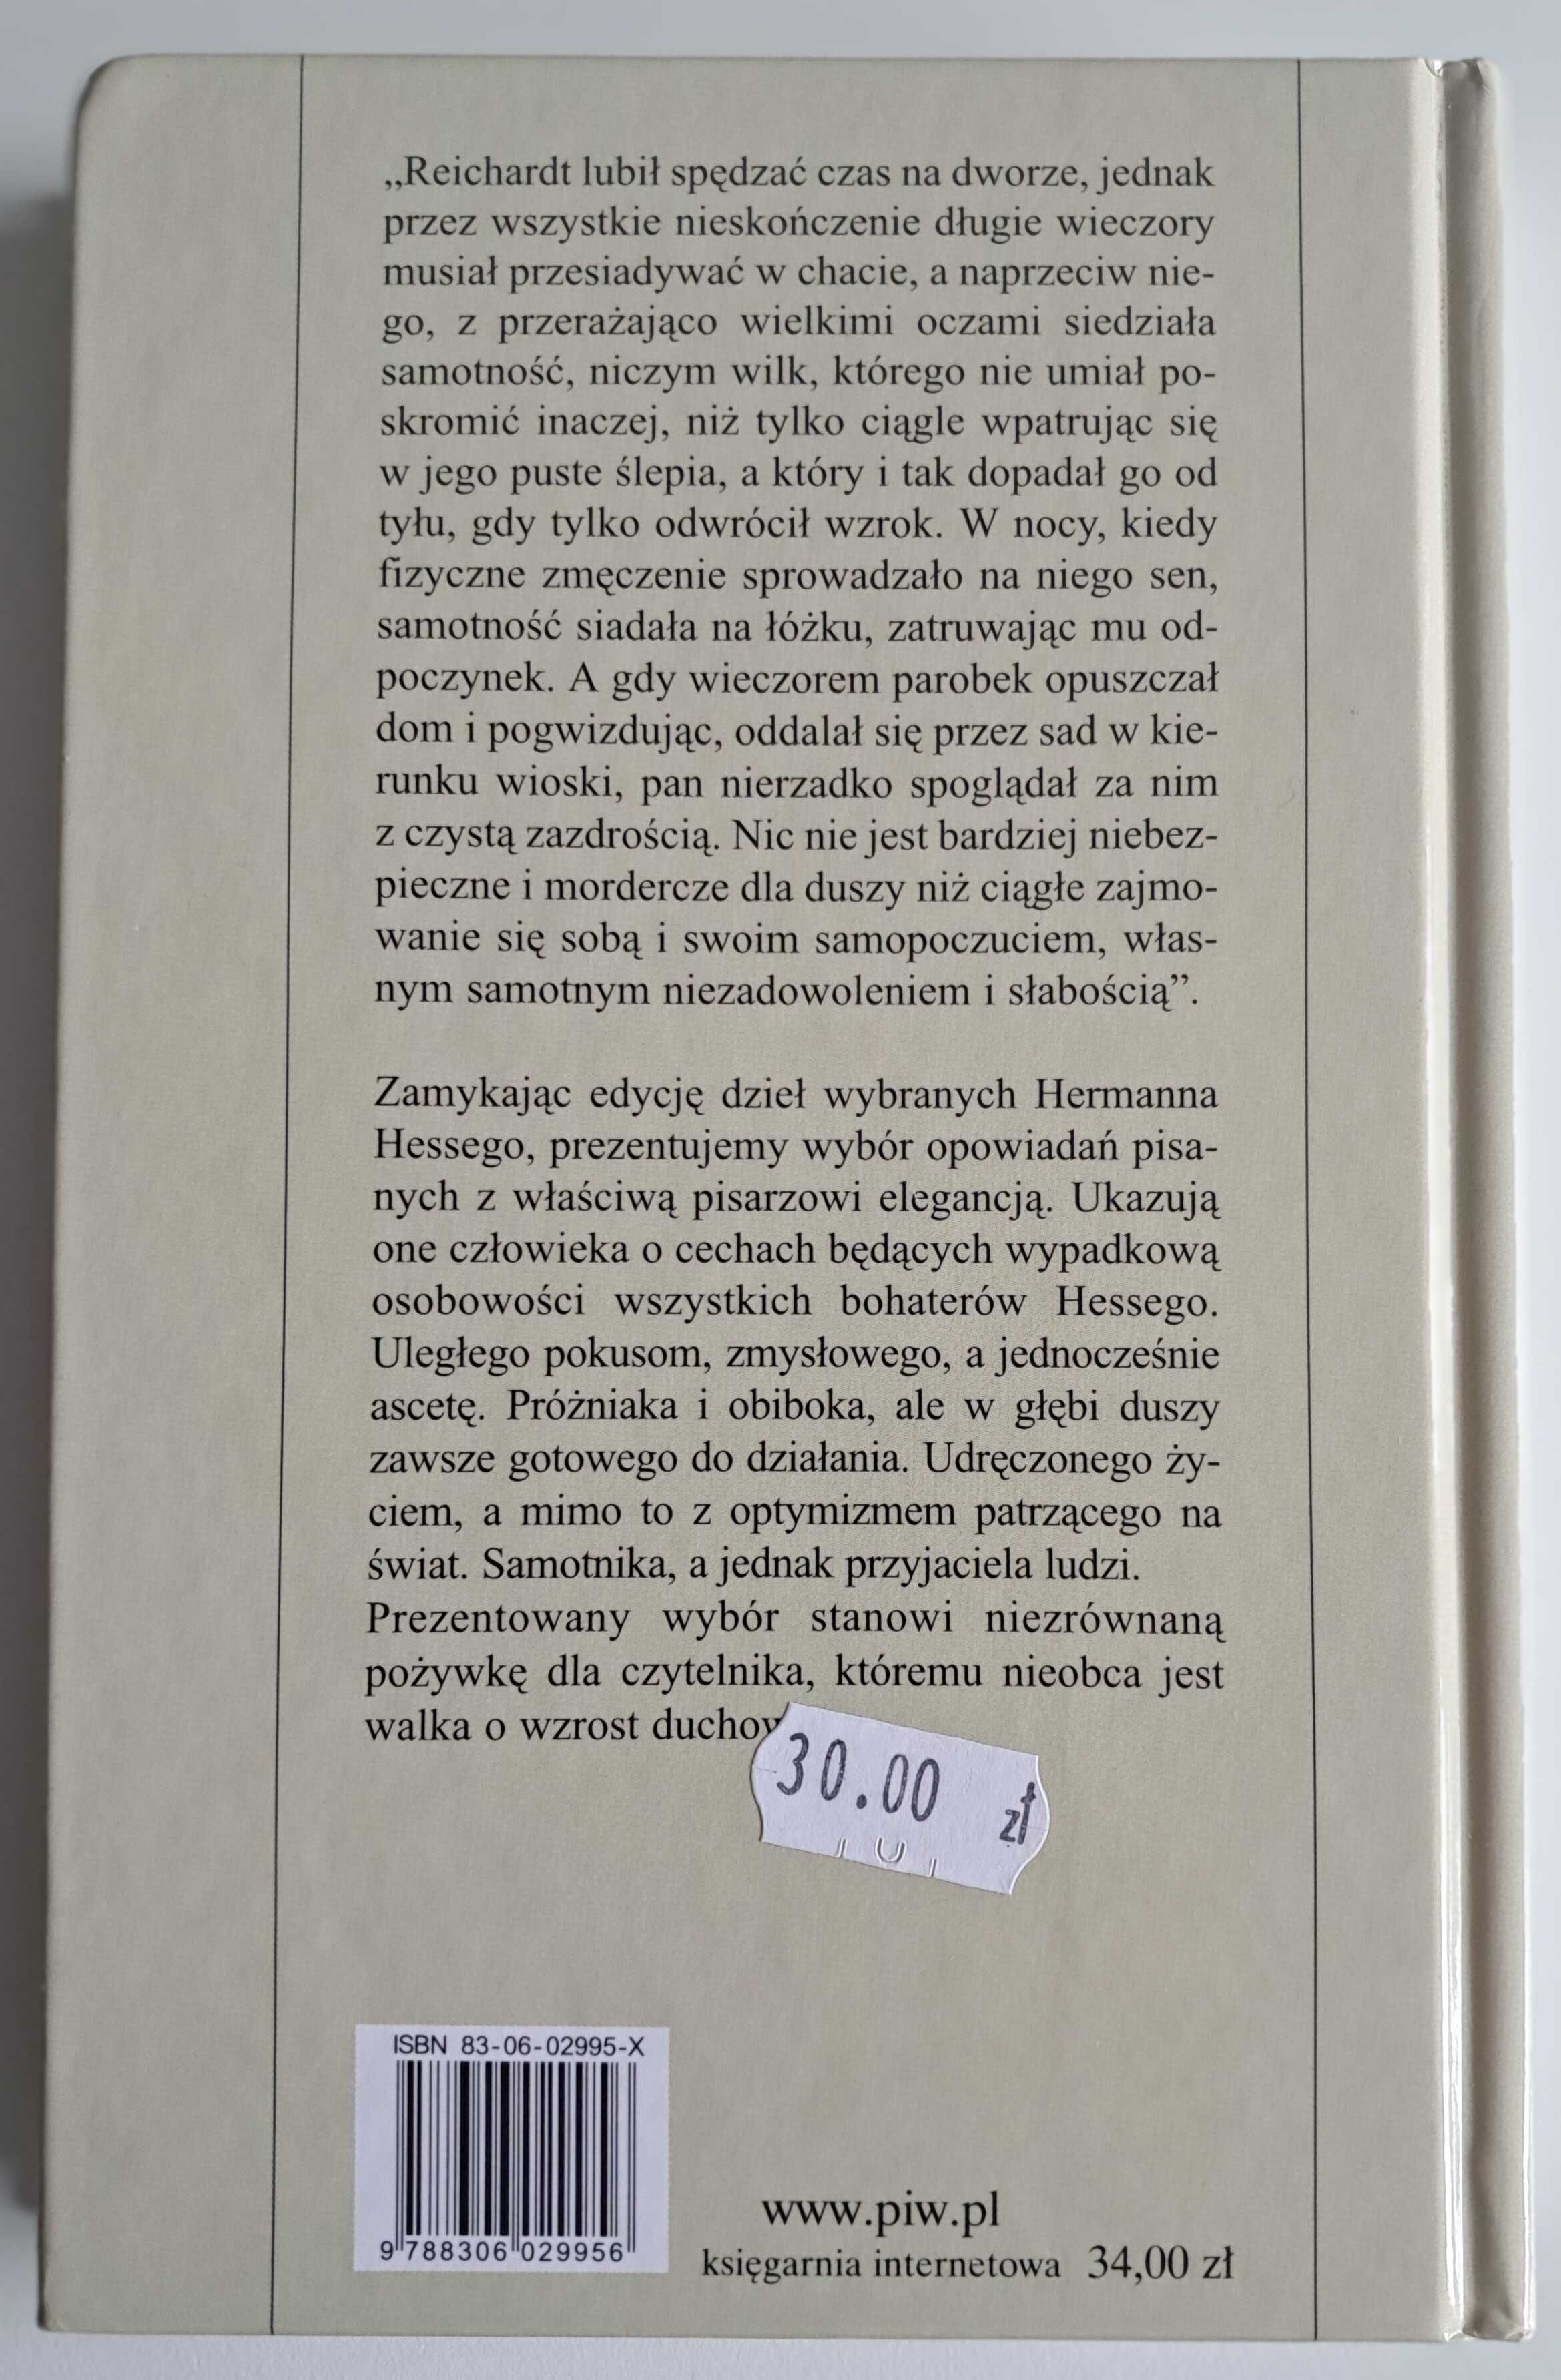 „Reichardt lubił spędzać czas na dworze, jednak
przez wszystkie nieskończenie długie wieczory
musiał przesiadywać w chacie, a naprzeciw nie-
go, z przerażająco wielkimi oczami siedziała
samotność, niczym wilk, którego nie umiał po-
skromić inaczej, niż tylko ciągle wpatrując się
w jego puste ślepia, a który i tak dopadał go od
tyłu, gdy tylko odwrócił wzrok. W nocy, kiedy
fizyczne zmęczenie sprowadzało na niego sen,
samotność siadała na łóżku, zatruwając mu od-
poczynek. A gdy wieczorem parobek opuszczał
dom i pogwizdując, oddalał się przez sad w kie-
runku wioski, pan nierzadko spoglądał za nim
z czystą zazdrością. Nic nie jest bardziej niebez-
pieczne i mordercze dla duszy niż ciągłe zajmo-
wanie się sobą i swoim samopoczuciem, włas-
nym samotnym niezadowoleniem i słabością”.
Zamykając edycję dzieł wybranych Hermanna
Hessego, prezentujemy wybór opowiadań pisa-
nych z właściwą pisarzowi elegancją. Ukazują
one człowieka o cechach będących wypadkową
osobowości wszystkich bohaterów Hessego.
Uległego pokusom, zmysłowego, a jednocześnie
ascetę. Próżniaka i obiboka, ale w głębi duszy
zawsze gotowego do działania. Udręczonego ży-
ciem, a mimo to z optymizmem patrzącego na
świat. Samotnika, a jednak przyjaciela ludzi.
Prezentowany wybór stanowi niezrównaną
pożywkę dla czytelnika, któremu nieobca jest
walka o wzrost
30.00 zł
ISBN 83-06-02995-X
9 788306 029956
www.piw.pl
księgarnia internetowa 34,00 zł